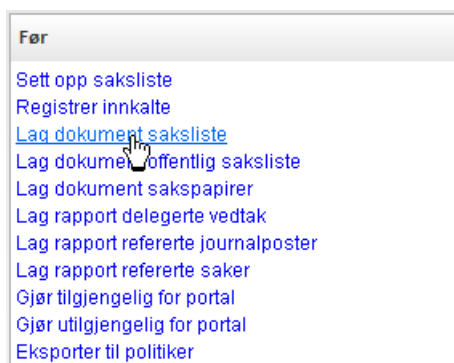 Før
Sett opp saksliste
Registrer innkalte
Lag dokument saksliste
Lag dokument offentlig saksliste
Lag dokument sakspapirer
Lag rapport delegerte vedtak
Lag rapport refererte journalposter
Lag rapport refererte saker
Gjør tilgjengelig for portal
Gjør utilgjengelig for portal
Eksporter til politiker